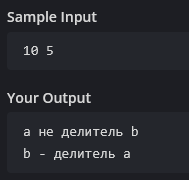 Sample Input
10 5
Your Output
a не делитель b
b - делитель a